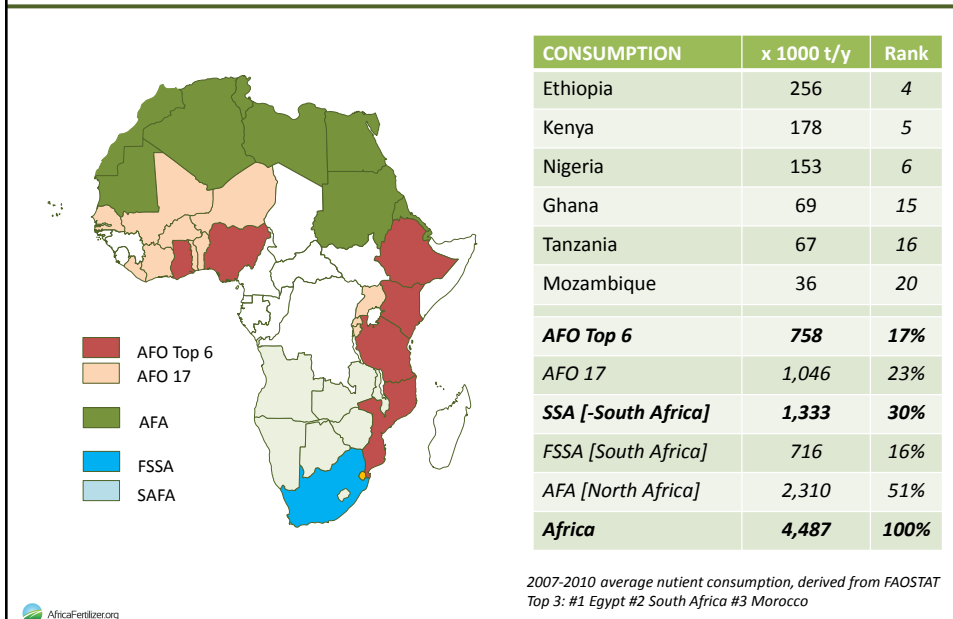 CONSUMPTION x 1000 t/y Rank
Ethiopia 256 4
Kenya 178 5
Nigeria 153 6
Ghana 69 15
Tanzania 67 16
Mozambique 36 20
AFO Top 6 758 17%
AFO 17 1,046 23%
SSA [-South Africa] 1,333 30%
FSSA [South Africa] 716 16%
AFA [North Africa] 2,310 51%
Africa 4,487 100%
AFO Top 6
AFO 17
AFA
FSSA
SAFA
2007-2010 average nutient consumption, derived from FAOSTAT
Top 3: #1 Egypt #2 South Africa #3 Morocco
AfricaFertilizer.org